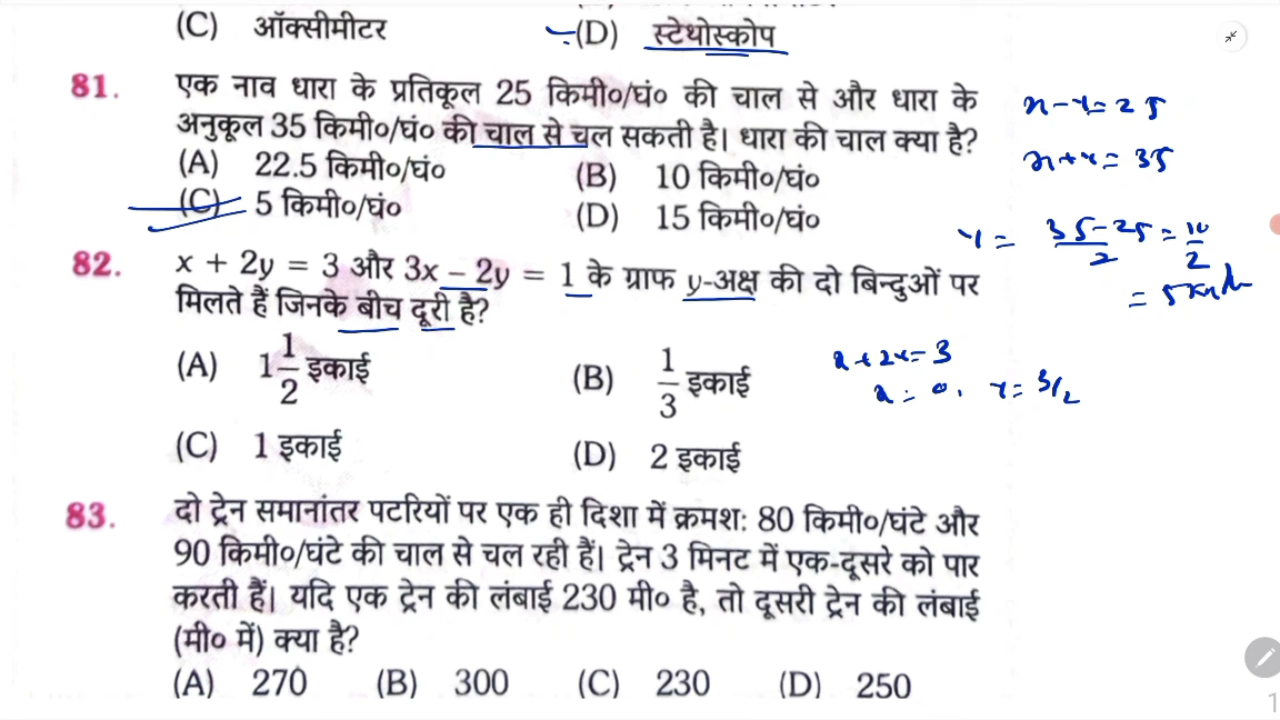 (C) ऑक्सीमीटर (D) स्टेथोस्कोप
81. एक नाव धारा के प्रतिकूल 25 किमी०/घं० की चाल से और धारा के
अनुकूल 35 किमी०/घं० की चाल से चल सकती है। धारा की चाल क्या है?
(A) 22.5 किमी०/घं० (B) 10 किमी०/घं०
(C) 5 किमी०/घं० (D) 15 किमी०/घं०
x - y = 25
x + y = 35
y = 35-25/2 = 10/2
= 5 km/h
82. x + 2y = 3 और 3x – 2y = 1 के ग्राफ y-अक्ष की दो बिन्दुओं पर
मिलते हैं जिनके बीच दूरी है?
(A) 1 1/2 इकाई (B) 1/3 इकाई
(C) 1 इकाई (D) 2 इकाई
x + 2y = 3
x = 0, y = 3/2
83. दो ट्रेन समानांतर पटरियों पर एक ही दिशा में क्रमश: 80 किमी०/घंटे और
90 किमी०/घंटे की चाल से चल रही हैं। ट्रेन 3 मिनट में एक-दूसरे को पार
करती हैं। यदि एक ट्रेन की लंबाई 230 मी० है, तो दूसरी ट्रेन की लंबाई
(मी० में) क्या है?
(A) 270 (B) 300 (C) 230 (D) 250
1